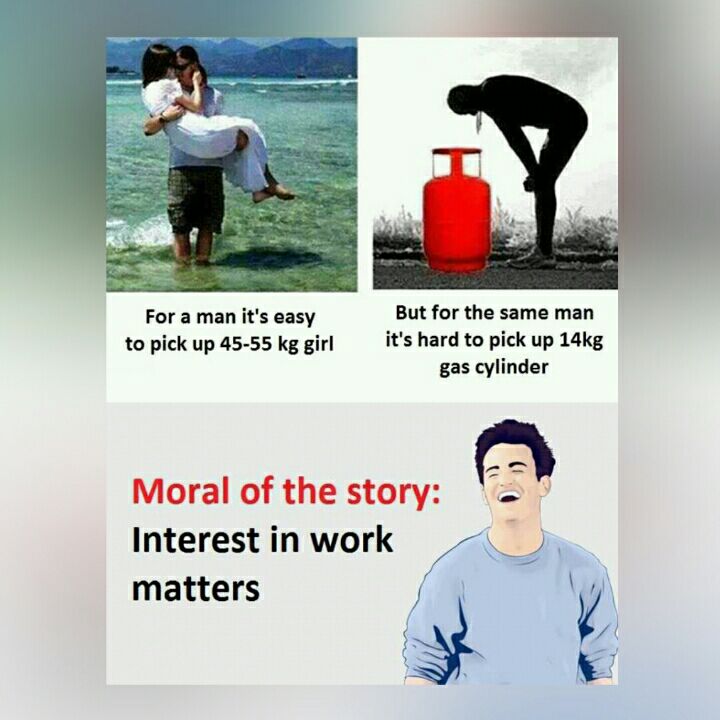 For a man it's easy
to pick up 45-55 kg girl
But for the same man
it's hard to pick up 14kg
gas cylinder
Moral of the story:
Interest in work
matters